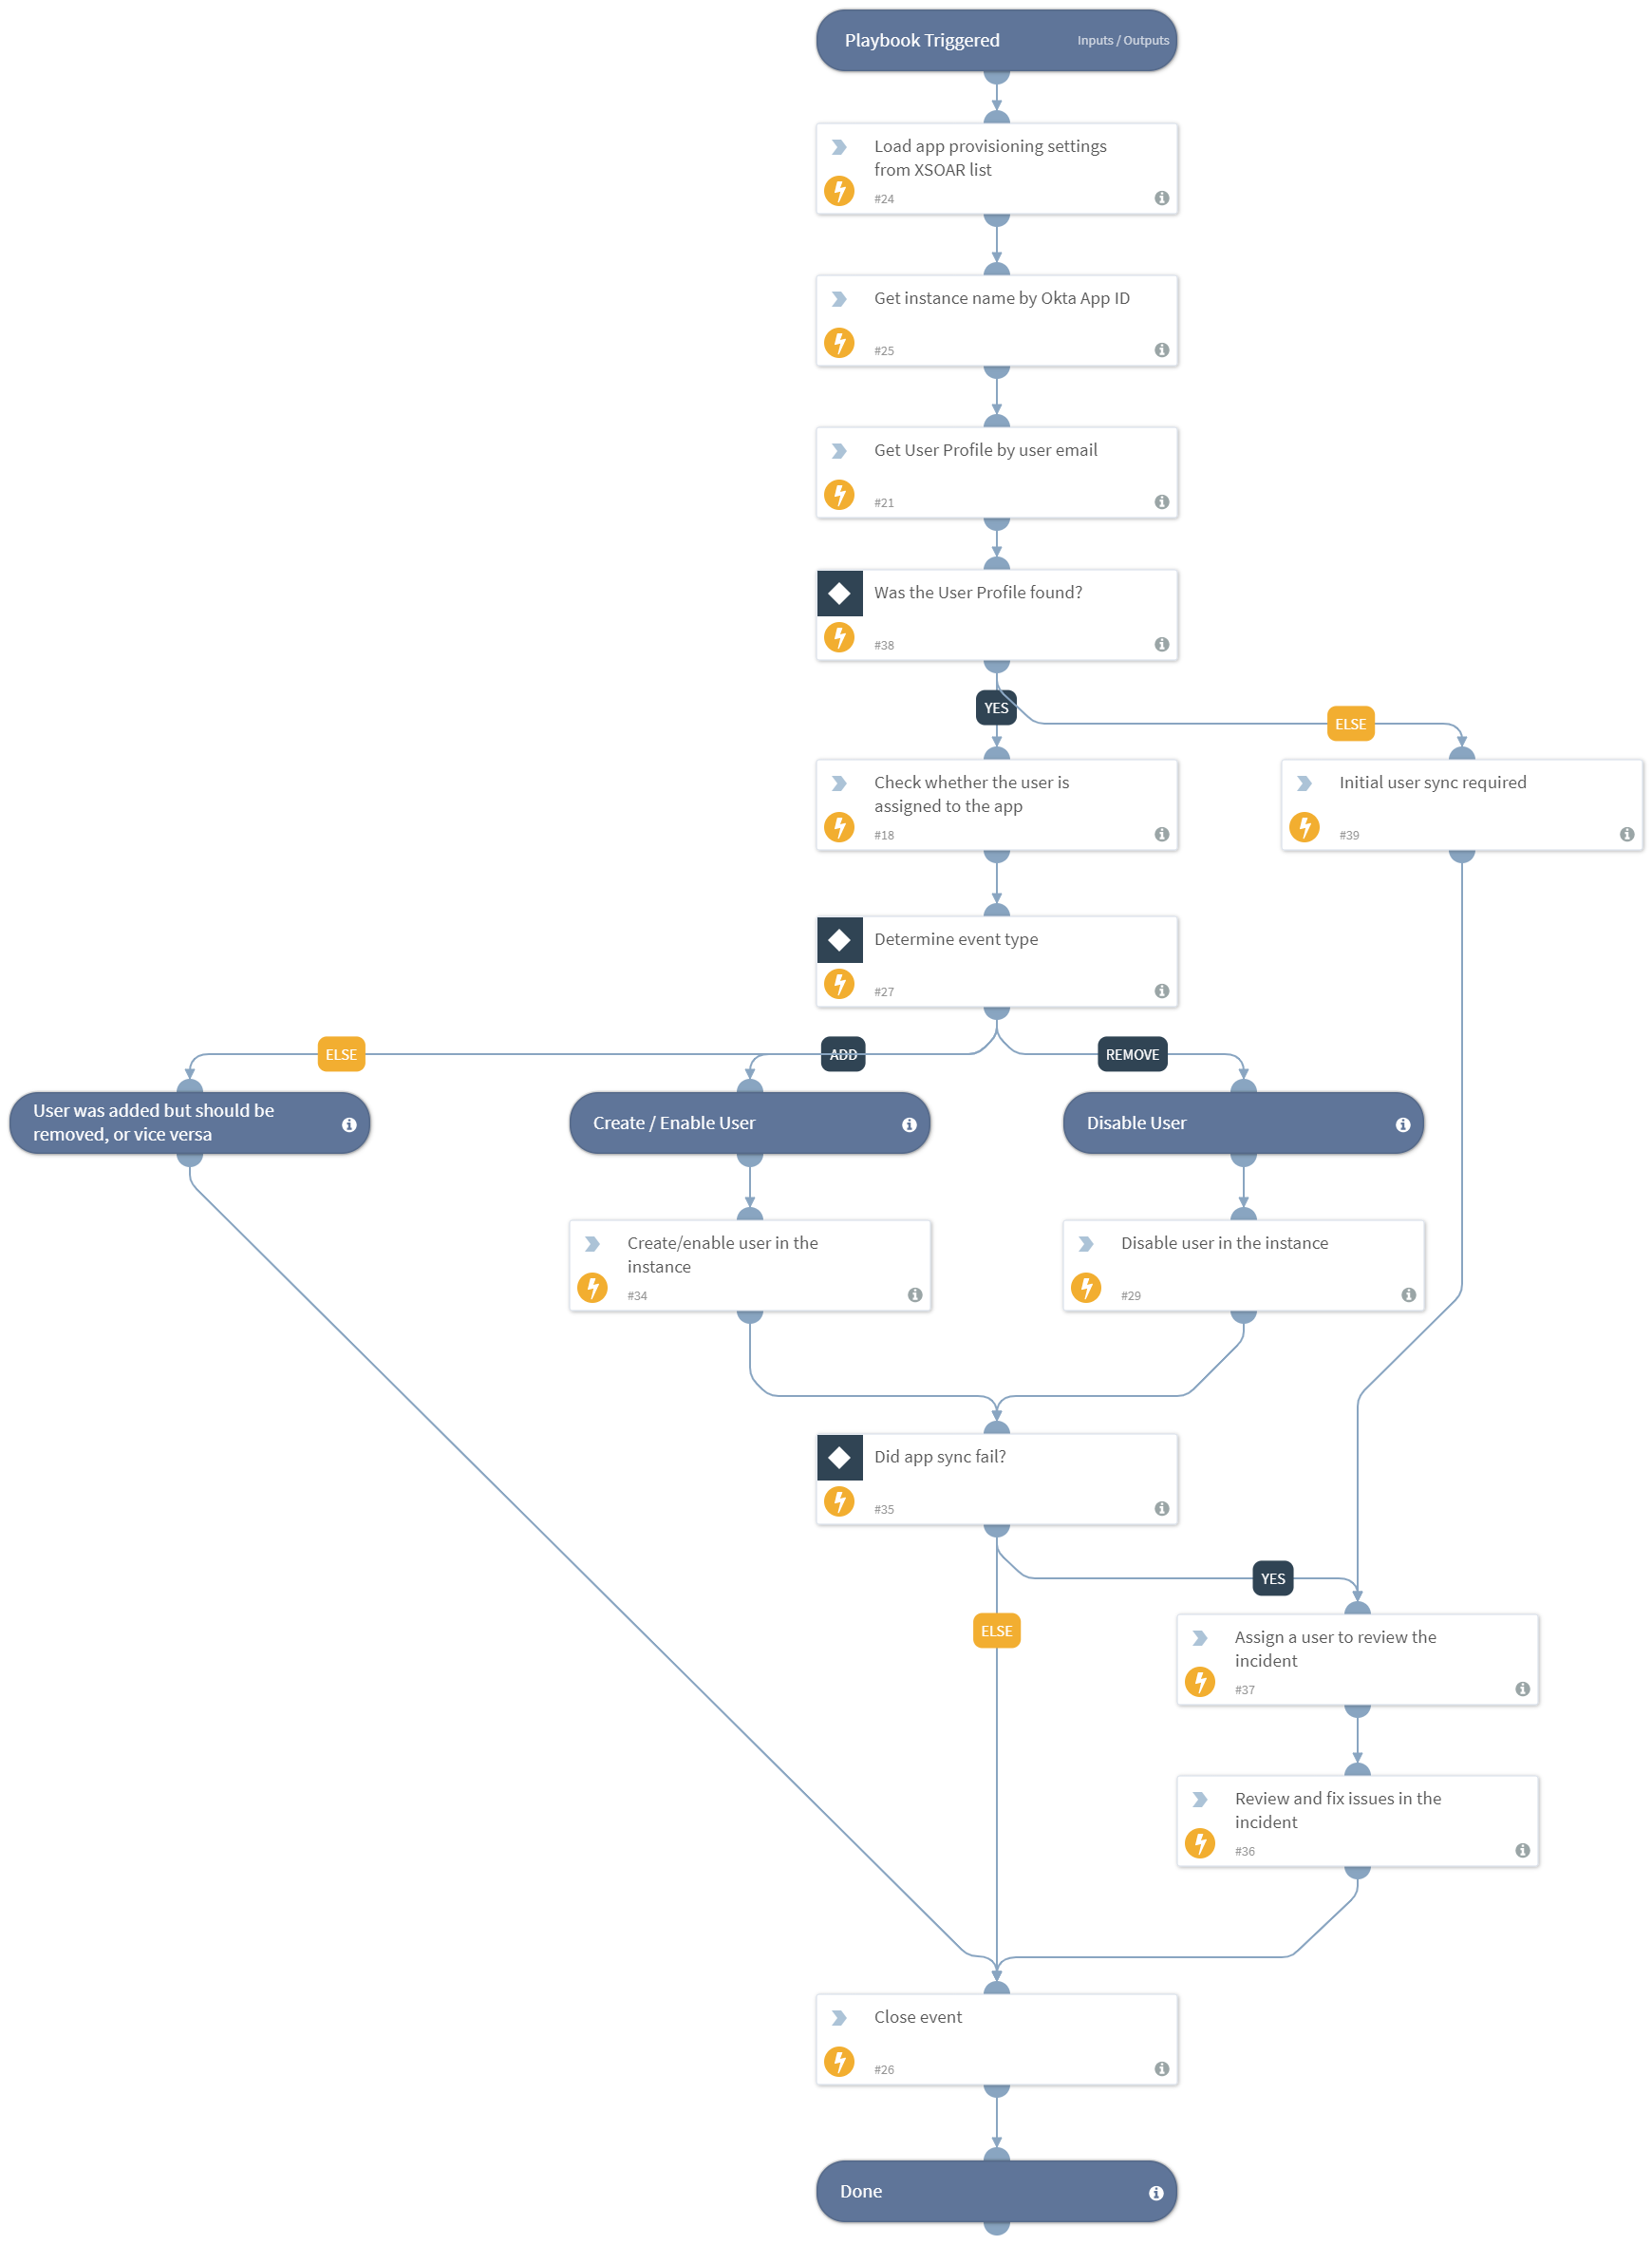 Playbook Triggered
Inputs / Outputs
Load app provisioning settings
from XSOAR list
#24
Get instance name by Okta App ID
#25
Get User Profile by user email
#21
Was the User Profile found?
#38
YES
ELSE
Check whether the user is
assigned to the app
#18
Initial user sync required
#39
Determine event type
#27
ELSE
ADD
REMOVE
User was added but should be
removed, or vice versa
Create / Enable User
Disable User
Create/enable user in the
instance
#34
Disable user in the instance
#29
Did app sync fail?
#35
YES
ELSE
Assign a user to review the
incident
#37
Review and fix issues in the
incident
#36
Close event
#26
Done